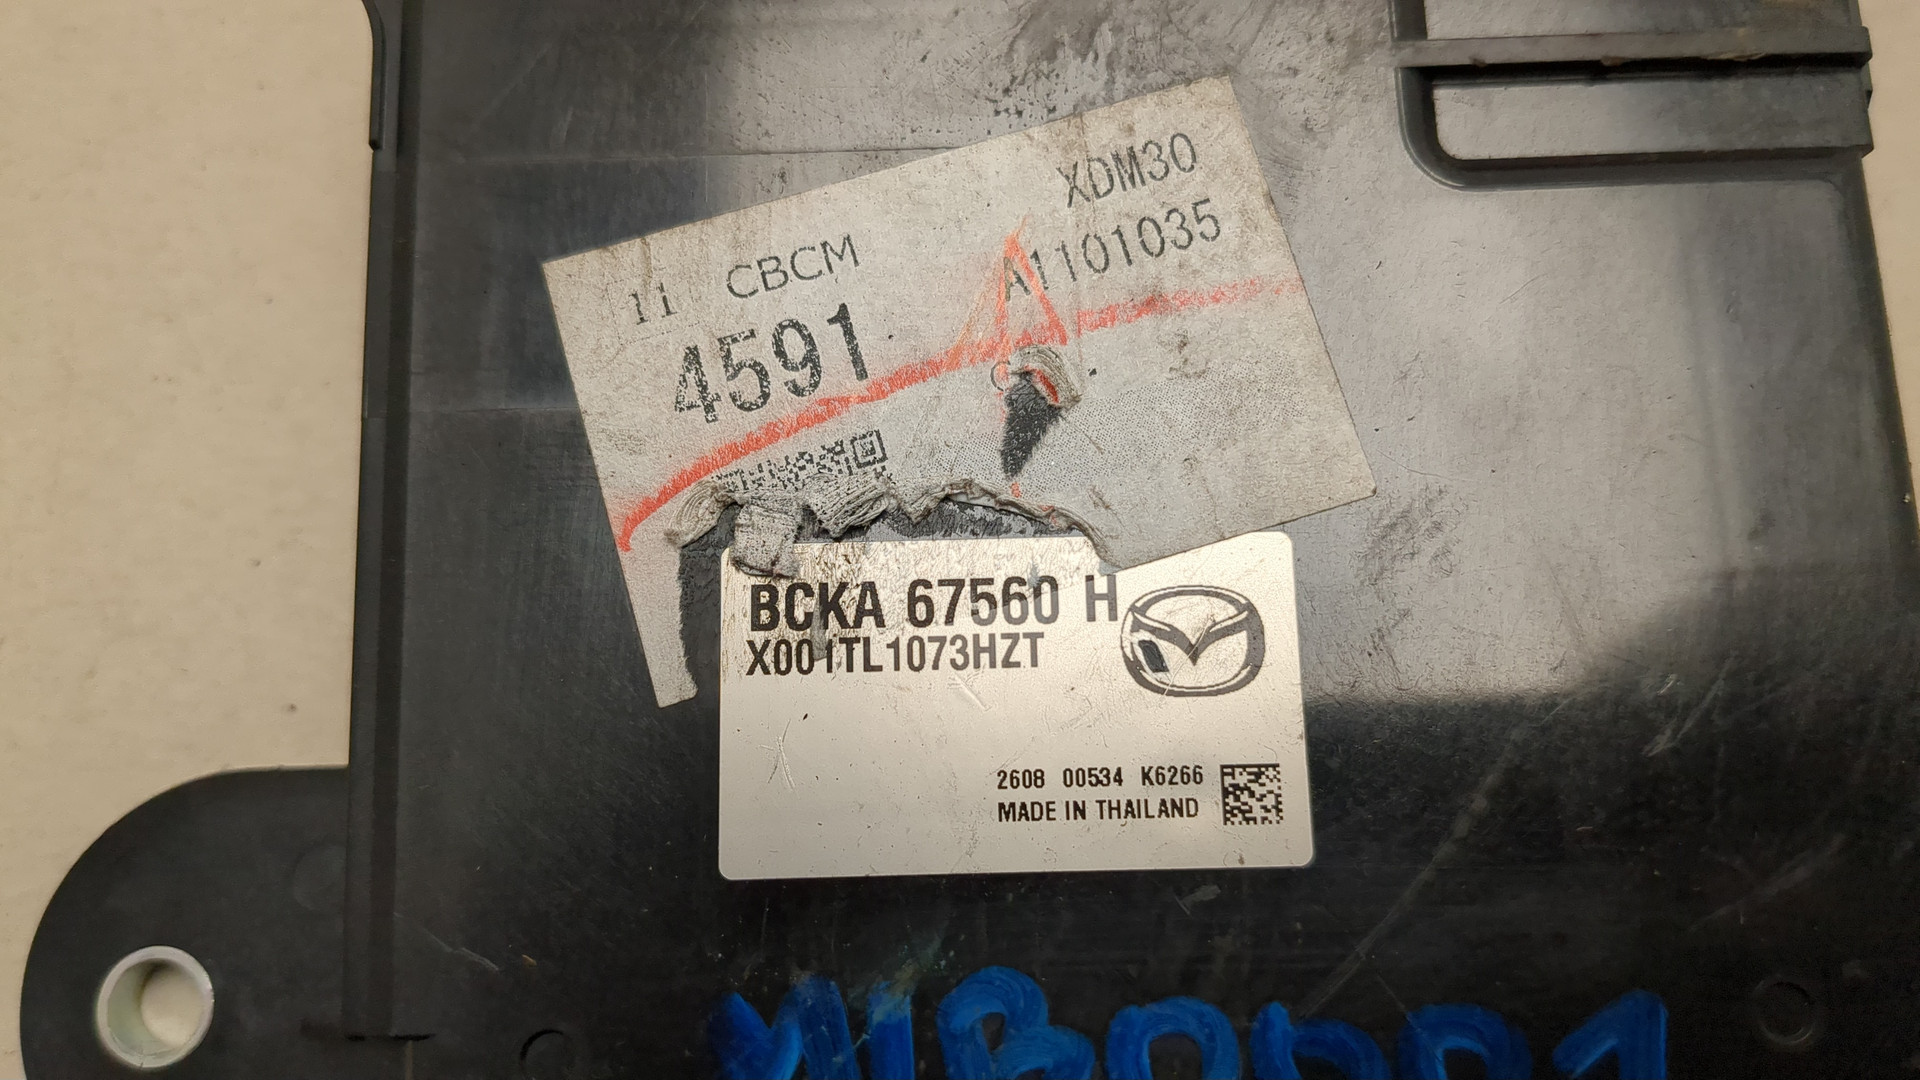 XDM30
11 CBCM A1101035
4591
BCKA 67560 H
X001TL1073HZT
2608 00534 K6266
MADE IN THAILAND